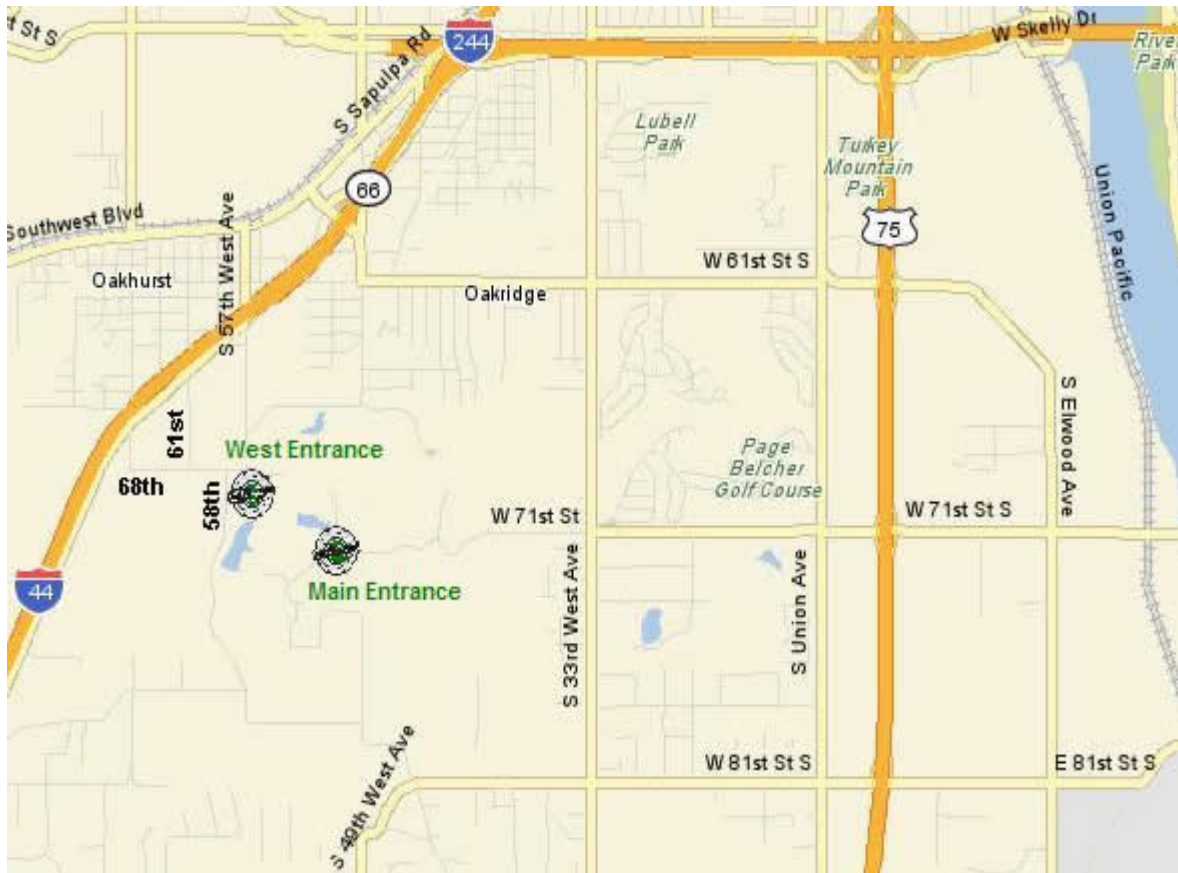 st St S
244
W Skelly Dr
River
Park
S Sapulpa Rd
Lubell
Park
Turkey
Mountain
Park
66
Union Pacific
Southwest Blvd
S 57th West Ave
75
W 61st St S
Oakhurst
Oakridge
61st
S Elwood Ave
West Entrance
Page
Belcher
Golf Course
68th
58th
W 71st St
W 71st St S
44
Main Entrance
S 33rd West Ave
S Union Ave
W 81st St S
E 81st St S
S 49th West Ave